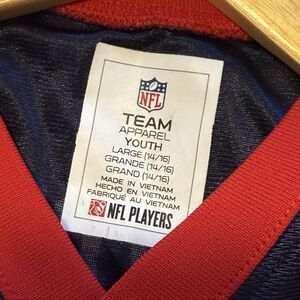 NFL
TEAM
APPAREL
YOUTH
LARGE (14/16)
GRANDE (14/16)
GRAND (14/16)
MADE IN VIETNAM
HECHO EN VIETNAM
FABRIQUÉ AU VIETNAM
NFL PLAYERS